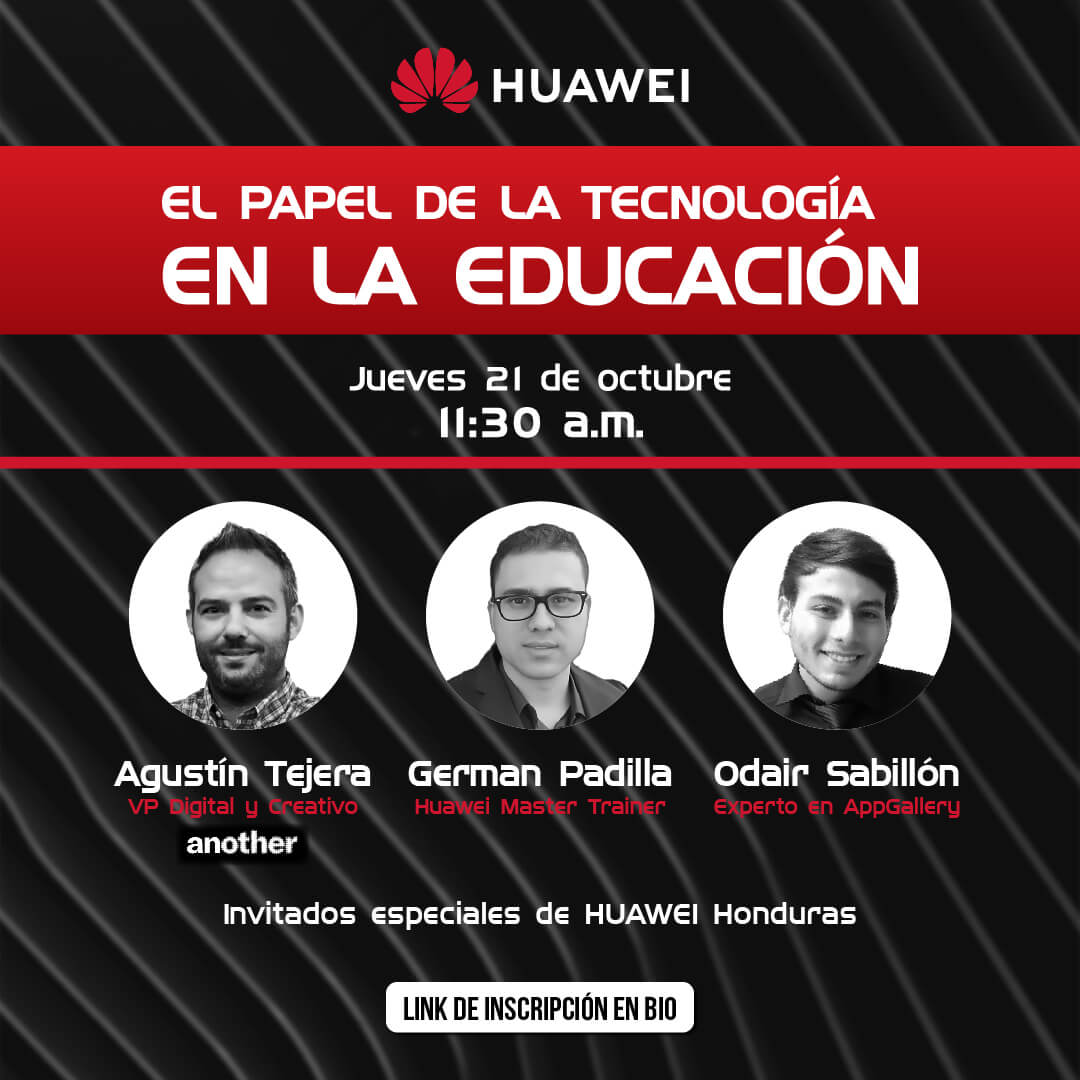 HUAWEI
EL PAPEL DE LA TECNOLOGÍA
EN LA EDUCACIÓN
Jueves 21 de octubre
11:30 a.m.
Agustín Tejera
VP Digital y Creativo
another
German Padilla
Huawei Master Trainer
Odair Sabillón
Experto en AppGallery
Invitados especiales de HUAWEI Honduras
LINK DE INSCRIPCIÓN EN BIO